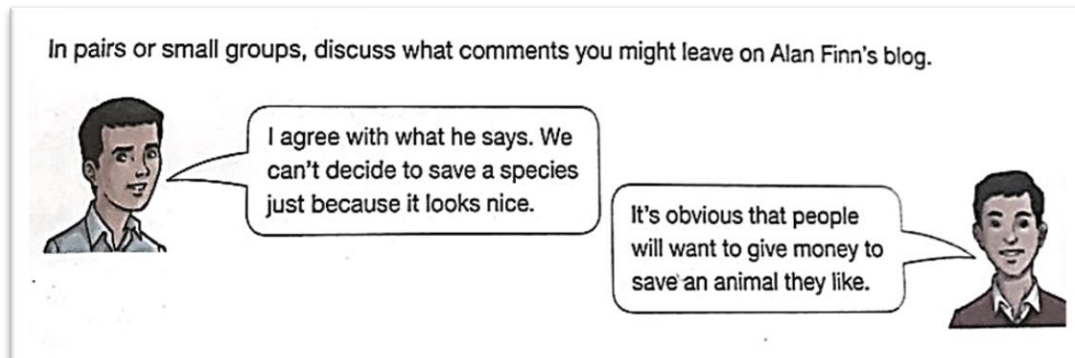 In pairs or small groups, discuss what comments you might leave on Alan Finn's blog.
I agree with what he says. We
can't decide to save a species
just because it looks nice.
It's obvious that people
will want to give money to
save an animal they like.